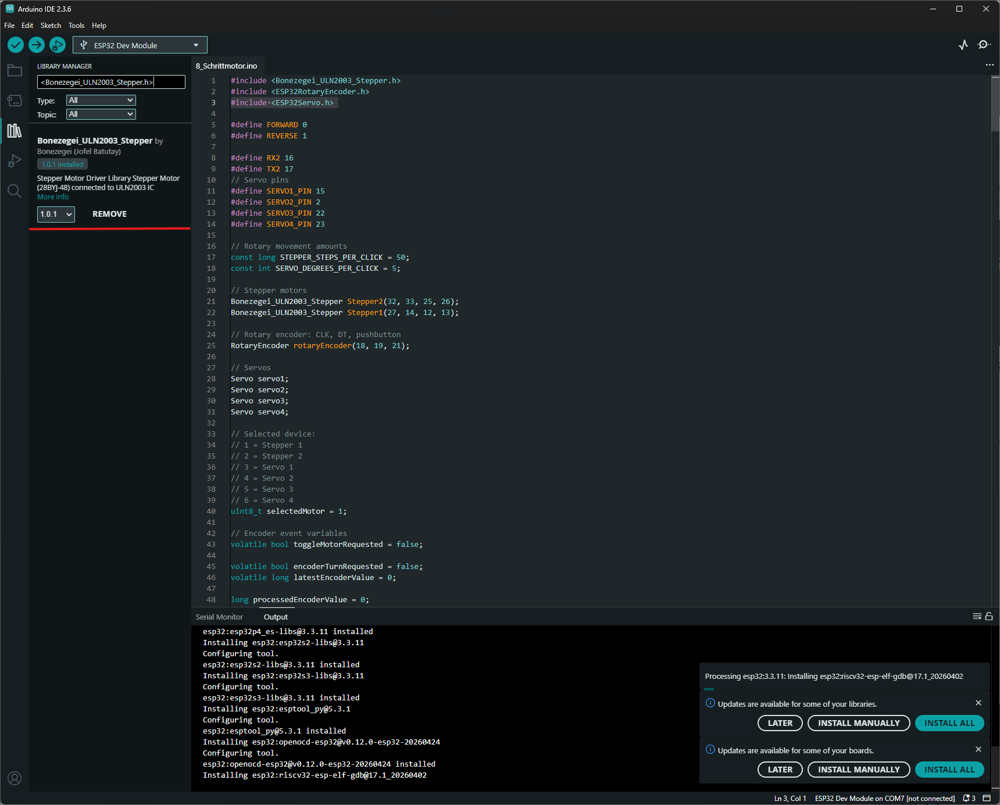 Arduino IDE 2.3.6
File Edit Sketch Tools Help
ESP32 Dev Module
LIBRARY MANAGER
<Bonezegei_ULN2003_Stepper.h>
Type: All
Topic: All
Bonezegei_ULN2003_Stepper by
Bonezegei (Jofel Batutay)
1.0.1 installed
Stepper Motor Driver Library Stepper Motor
(28BYJ-48) connected to ULN2003 IC
More info
1.0.1 REMOVE
8_Schrittmotor.ino
1 #include <Bonezegei_ULN2003_Stepper.h>
2 #include <ESP32RotaryEncoder.h>
3 #include·<ESP32Servo.h>
4
5 #define FORWARD 0
6 #define REVERSE 1
7
8 #define RX2 16
9 #define TX2 17
10 // Servo pins
11 #define SERVO1_PIN 15
12 #define SERVO2_PIN 2
13 #define SERVO3_PIN 22
14 #define SERVO4_PIN 23
15
16 // Rotary movement amounts
17 const long STEPPER_STEPS_PER_CLICK = 50;
18 const int SERVO_DEGREES_PER_CLICK = 5;
19
20 // Stepper motors
21 Bonezegei_ULN2003_Stepper Stepper2(32, 33, 25, 26);
22 Bonezegei_ULN2003_Stepper Stepper1(27, 14, 12, 13);
23
24 // Rotary encoder: CLK, DT, pushbutton
25 RotaryEncoder rotaryEncoder(18, 19, 21);
26
27 // Servos
28 Servo servo1;
29 Servo servo2;
30 Servo servo3;
31 Servo servo4;
32
33 // Selected device:
34 // 1 = Stepper 1
35 // 2 = Stepper 2
36 // 3 = Servo 1
37 // 4 = Servo 2
38 // 5 = Servo 3
39 // 6 = Servo 4
40 uint8_t selectedMotor = 1;
41
42 // Encoder event variables
43 volatile bool toggleMotorRequested = false;
44
45 volatile bool encoderTurnRequested = false;
46 volatile long latestEncoderValue = 0;
47
48 long processedEncoderValue = 0;
Serial Monitor Output
esp32:esp32p4_es-libs@3.3.11 installed
Installing esp32:esp32s2-libs@3.3.11
Configuring tool.
esp32:esp32s2-libs@3.3.11 installed
Installing esp32:esp32s3-libs@3.3.11
Configuring tool.
esp32:esp32s3-libs@3.3.11 installed
Installing esp32:esptool_py@5.3.1
Configuring tool.
esp32:esptool_py@5.3.1 installed
Installing esp32:openocd-esp32@v0.12.0-esp32-20260424
Configuring tool.
esp32:openocd-esp32@v0.12.0-esp32-20260424 installed
Installing esp32:riscv32-esp-elf-gdb@17.1_20260402
Processing esp32:3.3.11: Installing esp32:riscv32-esp-elf-gdb@17.1_20260402
Updates are available for some of your libraries.
LATER INSTALL MANUALLY INSTALL ALL
Updates are available for some of your boards.
LATER INSTALL MANUALLY INSTALL ALL
Ln 3, Col 1 ESP32 Dev Module on COM7 [not connected] 3